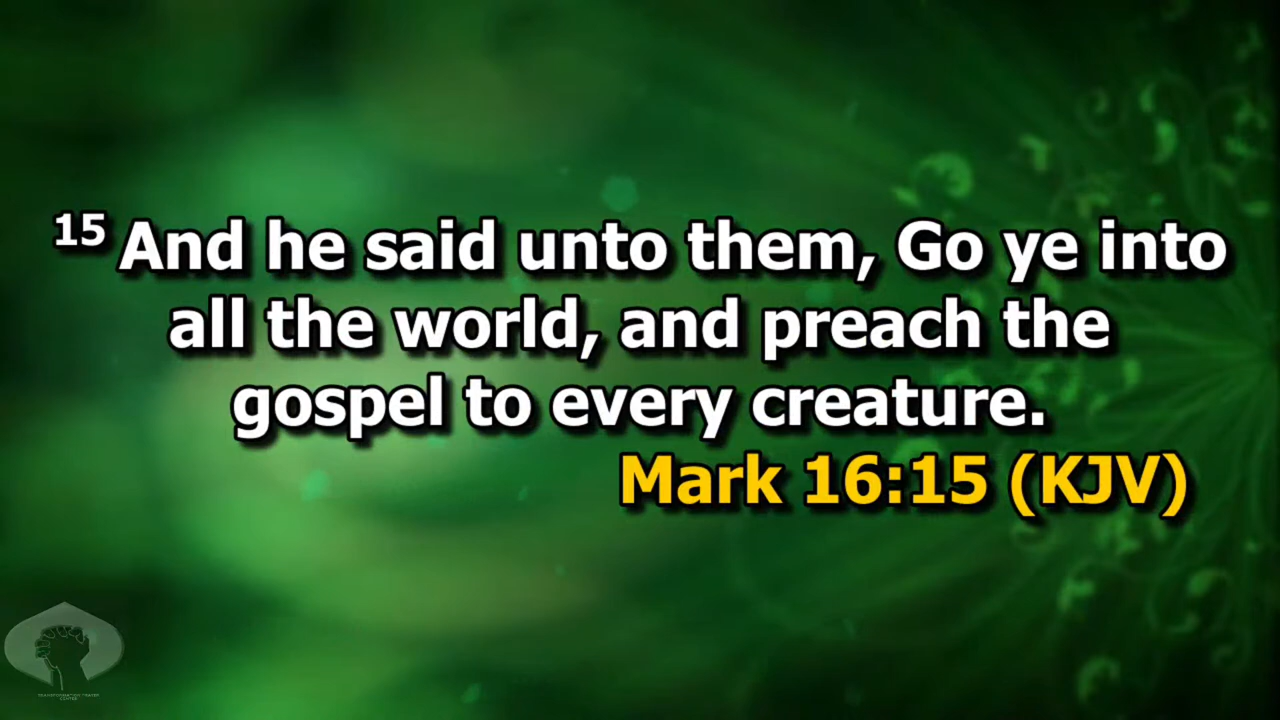 15 And he said unto them, Go ye into
all the world, and preach the
gospel to every creature.
Mark 16:15 (KJV)
CENTER